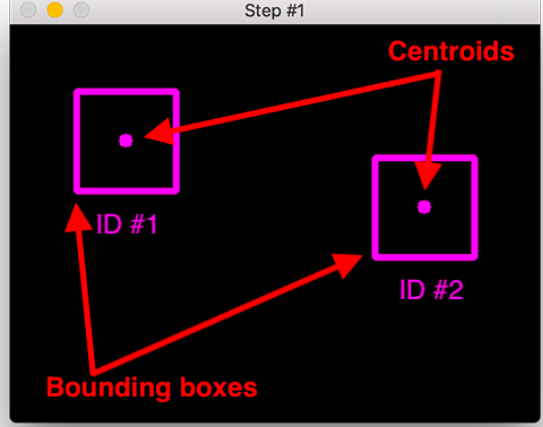 Step #1
Centroids
ID #1
ID #2
Bounding boxes